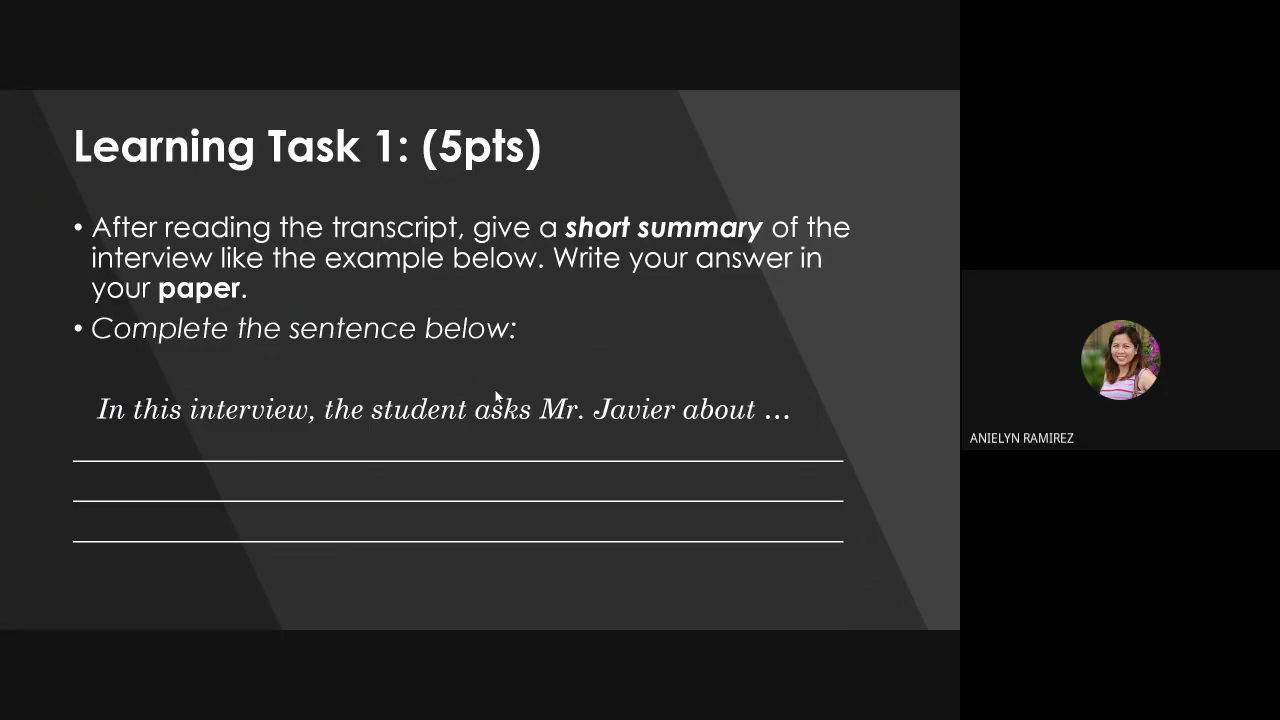 Learning Task 1: (5pts)
• After reading the transcript, give a short summary of the
interview like the example below. Write your answer in
your paper.
• Complete the sentence below:
In this interview, the student asks Mr. Javier about ...
ANIELYN RAMIREZ